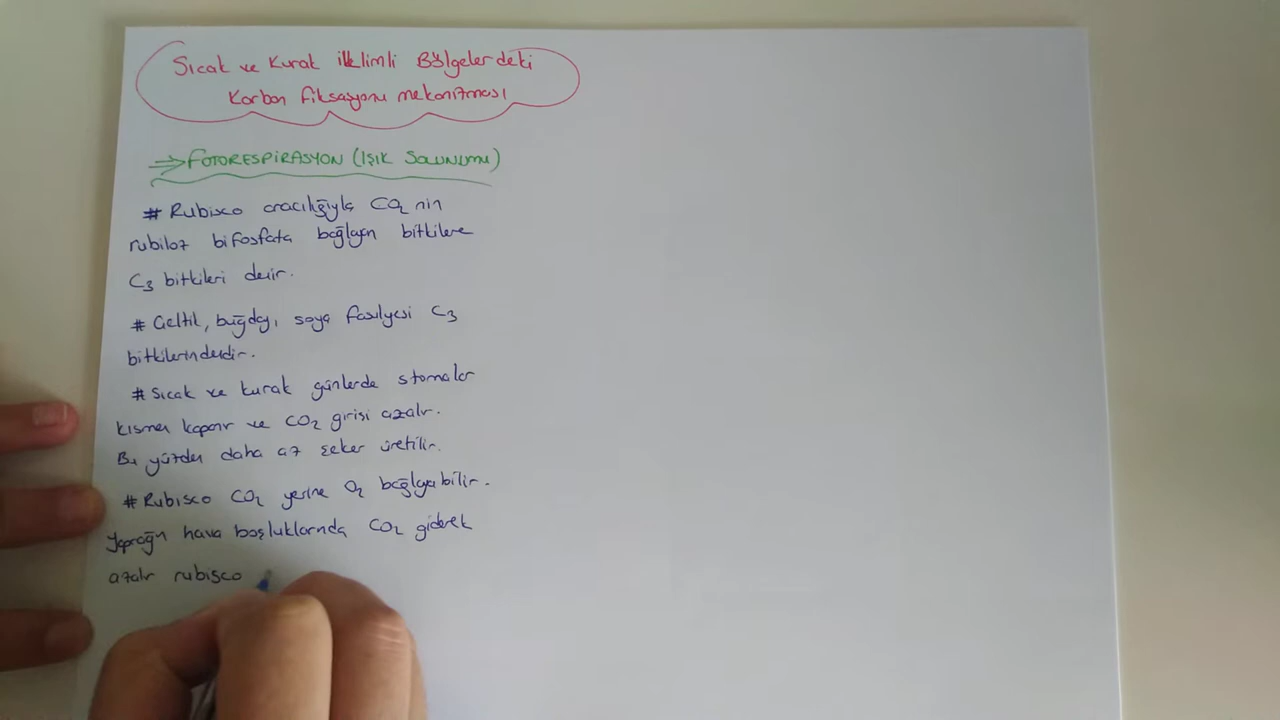 Sıcak ve Kurak iklimli Bölgelerdeki
Karbon fiksasyonu mekanizması
⇒ FOTORESPİRASYON (IŞIK SOLUNUMU)
# Rubisco aracılığıyla CO₂ nin
rubiloz bifosfata bağlayan bitkilere
C₃ bitkileri denir.
# Çeltik, buğday, soya fasulyesi C₃
bitkilerindendir.
# Sıcak ve kurak günlerde stomalar
kısmen kapanır ve CO₂ girişi azalır.
Bu yüzden daha az şeker üretilir.
# Rubisco CO₂ yerine O₂ bağlayabilir.
Yaprağın hava boşluklarında CO₂ giderek
azalır rubisco